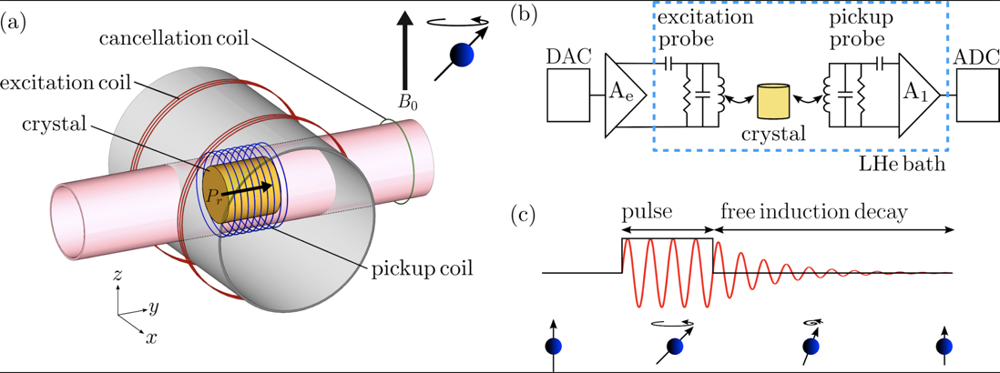 (a)
cancellation coil
excitation coil
crystal
B₀
Pᵣ
pickup coil
z
y
x
(b)
excitation
probe
pickup
probe
DAC
Aₑ
crystal
A₁
ADC
LHe bath
(c)
pulse
free induction decay